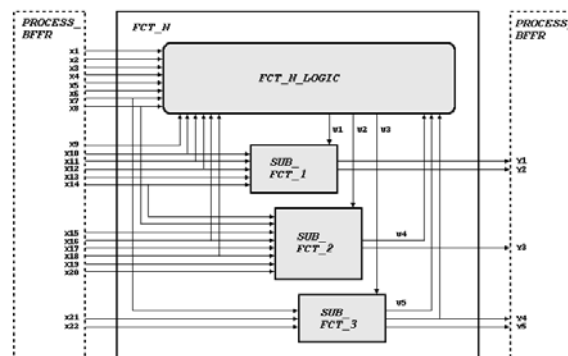 PROCESS_
BFFR
FCT_N
PROCESS_
BFFR
x1
x2
x3
x4
x5
x6
x7
x8
FCT_N_LOGIC
w1
w2
w3
x9
x10
x11
x12
x13
x14
SUB_
FCT_1
Y1
Y2
x15
x16
x17
x18
x19
x20
SUB_
FCT_2
w4
Y3
x21
x22
SUB_
FCT_3
w5
Y4
Y5